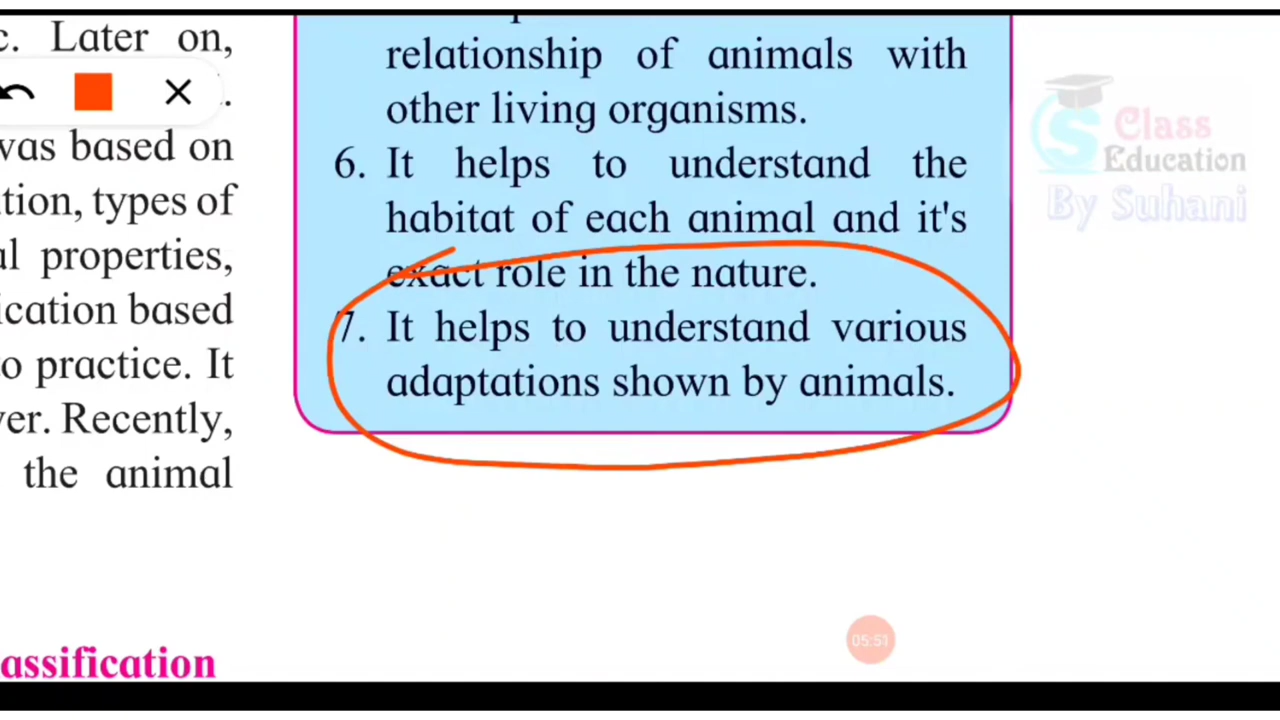 c. Later on,
was based on
tion, types of
al properties,
ication based
o practice. It
ver. Recently,
the animal
assification
relationship of animals with
other living organisms.
6. It helps to understand the
habitat of each animal and it's
exact role in the nature.
7. It helps to understand various
adaptations shown by animals.
S Class
Education
By Suhani
05:51